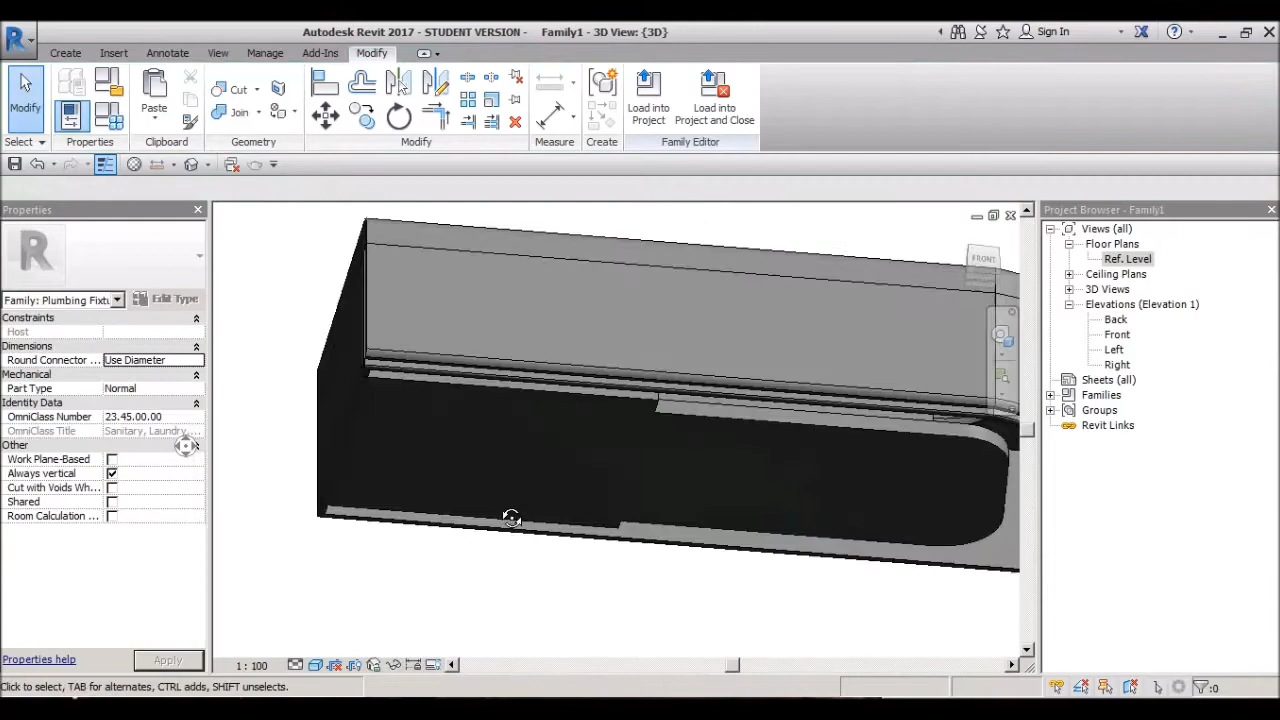 Autodesk Revit 2017 - STUDENT VERSION - Family1 - 3D View: {3D}
Sign In
Create Insert Annotate View Manage Add-Ins Modify
Modify
Paste
Cut
Join
Load into Project
Load into Project and Close
Select Properties Clipboard Geometry Modify Measure Create Family Editor
Properties
Family: Plumbing Fixtu
Edit Type
Constraints
Host
Dimensions
Round Connector ... Use Diameter
Mechanical
Part Type Normal
Identity Data
OmniClass Number 23.45.00.00
OmniClass Title Sanitary, Laundry,...
Other
Work Plane-Based
Always vertical
Cut with Voids Wh...
Shared
Room Calculation ...
Properties help
Apply
FRONT
1 : 100
Project Browser - Family1
Views (all)
Floor Plans
Ref. Level
Ceiling Plans
3D Views
Elevations (Elevation 1)
Back
Front
Left
Right
Sheets (all)
Families
Groups
Revit Links
Click to select, TAB for alternates, CTRL adds, SHIFT unselects.
:0